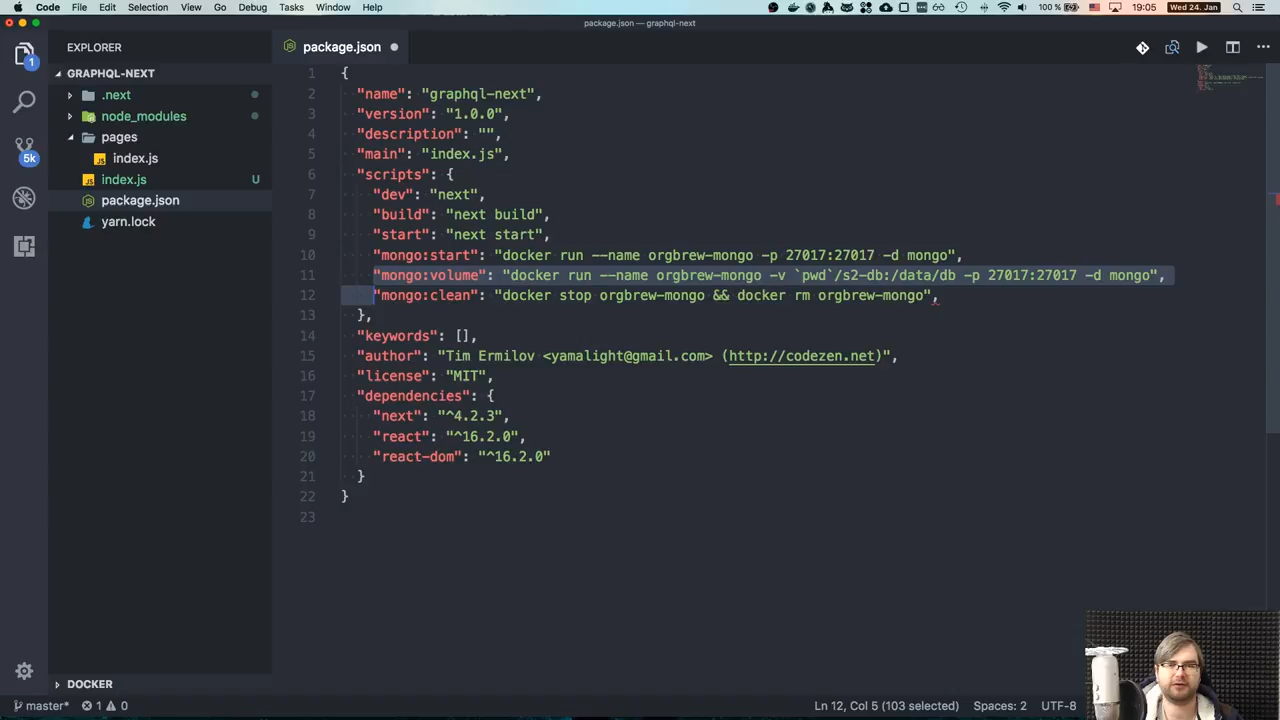 Code File Edit Selection View Go Debug Tasks Window Help 100 % 19:05 Wed 24. Jan
package.json — graphql-next
EXPLORER
package.json
GRAPHQL-NEXT
.next
node_modules
pages
index.js
index.js U
package.json
yarn.lock
1
5k
1 {
2 "name": "graphql-next",
3 "version": "1.0.0",
4 "description": "",
5 "main": "index.js",
6 "scripts": {
7 "dev": "next",
8 "build": "next build",
9 "start": "next start",
10 "mongo:start": "docker run --name orgbrew-mongo -p 27017:27017 -d mongo",
11 "mongo:volume": "docker run --name orgbrew-mongo -v `pwd`/s2-db:/data/db -p 27017:27017 -d mongo",
12 "mongo:clean": "docker stop orgbrew-mongo && docker rm orgbrew-mongo",
13 },
14 "keywords": [],
15 "author": "Tim Ermilov <yamalight@gmail.com> (http://codezen.net)",
16 "license": "MIT",
17 "dependencies": {
18 "next": "^4.2.3",
19 "react": "^16.2.0",
20 "react-dom": "^16.2.0"
21 }
22 }
23
DOCKER
master* 1 0 Ln 12, Col 5 (103 selected) Spaces: 2 UTF-8